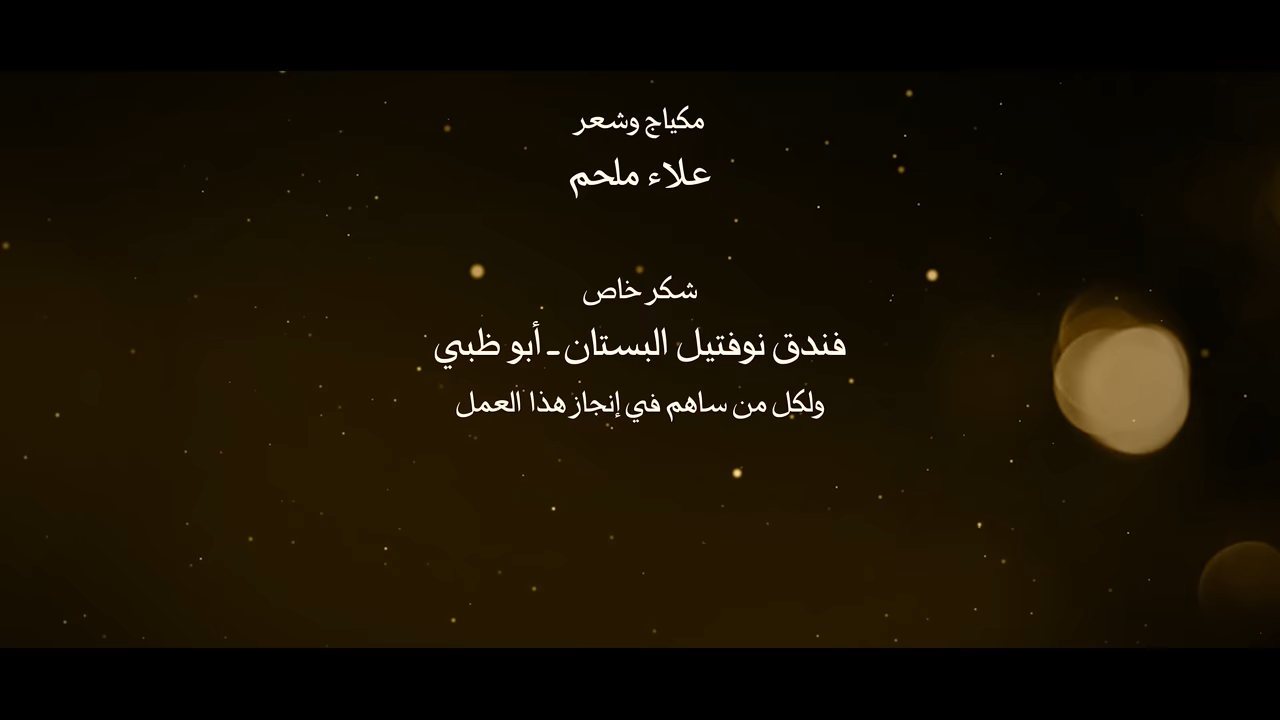 مكياج وشعر
علاء ملحم
شكر خاص
فندق نوفتيل البستان - أبو ظبي
ولكل من ساهم في إنجاز هذا العمل